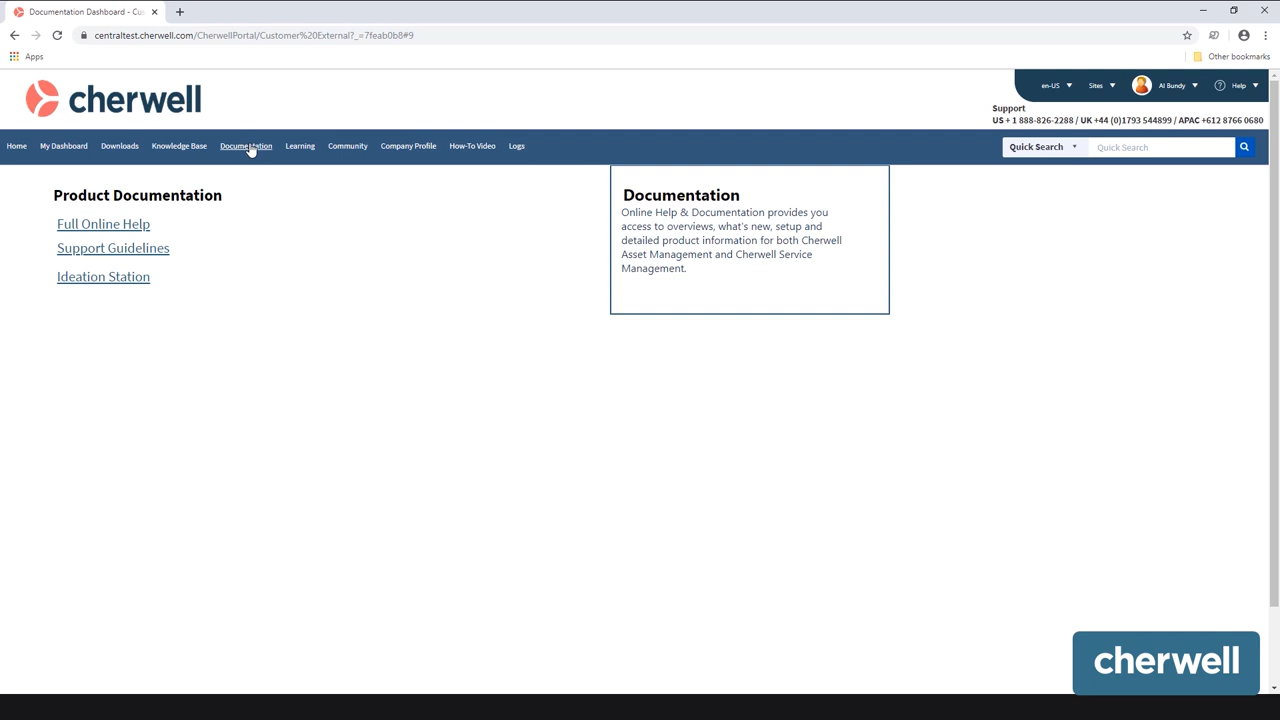 Documentation Dashboard - Cu
centraltest.cherwell.com/CherwellPortal/Customer%20External?_=7feab0b8#9
Apps
Other bookmarks
cherwell
en-US
Sites
Al Bundy
Help
Support
US + 1 888-826-2288 / UK +44 (0)1793 544899 / APAC +612 8766 0680
Home
My Dashboard
Downloads
Knowledge Base
Documentation
Learning
Community
Company Profile
How-To Video
Logs
Quick Search
Quick Search
Product Documentation
Full Online Help
Support Guidelines
Ideation Station
Documentation
Online Help & Documentation provides you
access to overviews, what's new, setup and
detailed product information for both Cherwell
Asset Management and Cherwell Service
Management.
cherwell